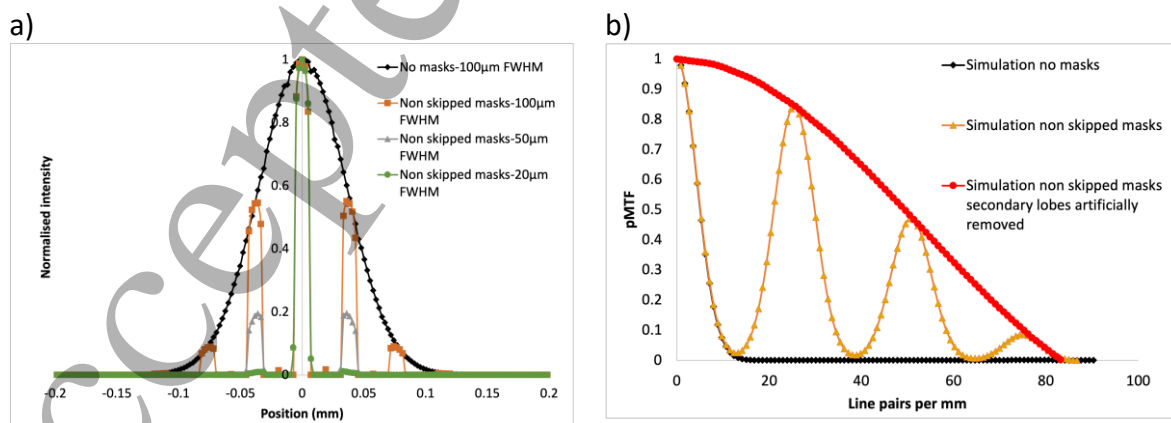 a)
1
0.8
0.6
0.4
0.2
0
-0.2
-0.15
-0.1
-0.05
0
0.05
0.1
0.15
0.2
Normalised intensity
Position (mm)
No masks-100μm FWHM
Non skipped masks-100μm
FWHM
Non skipped masks-50μm
FWHM
Non skipped masks-20μm
FWHM
b)
1
0.9
0.8
0.7
0.6
0.5
0.4
0.3
0.2
0.1
0
0
20
40
60
80
100
pMTF
Line pairs per mm
Simulation no masks
Simulation non skipped masks
Simulation non skipped masks
secondary lobes artificially
removed
ccepte